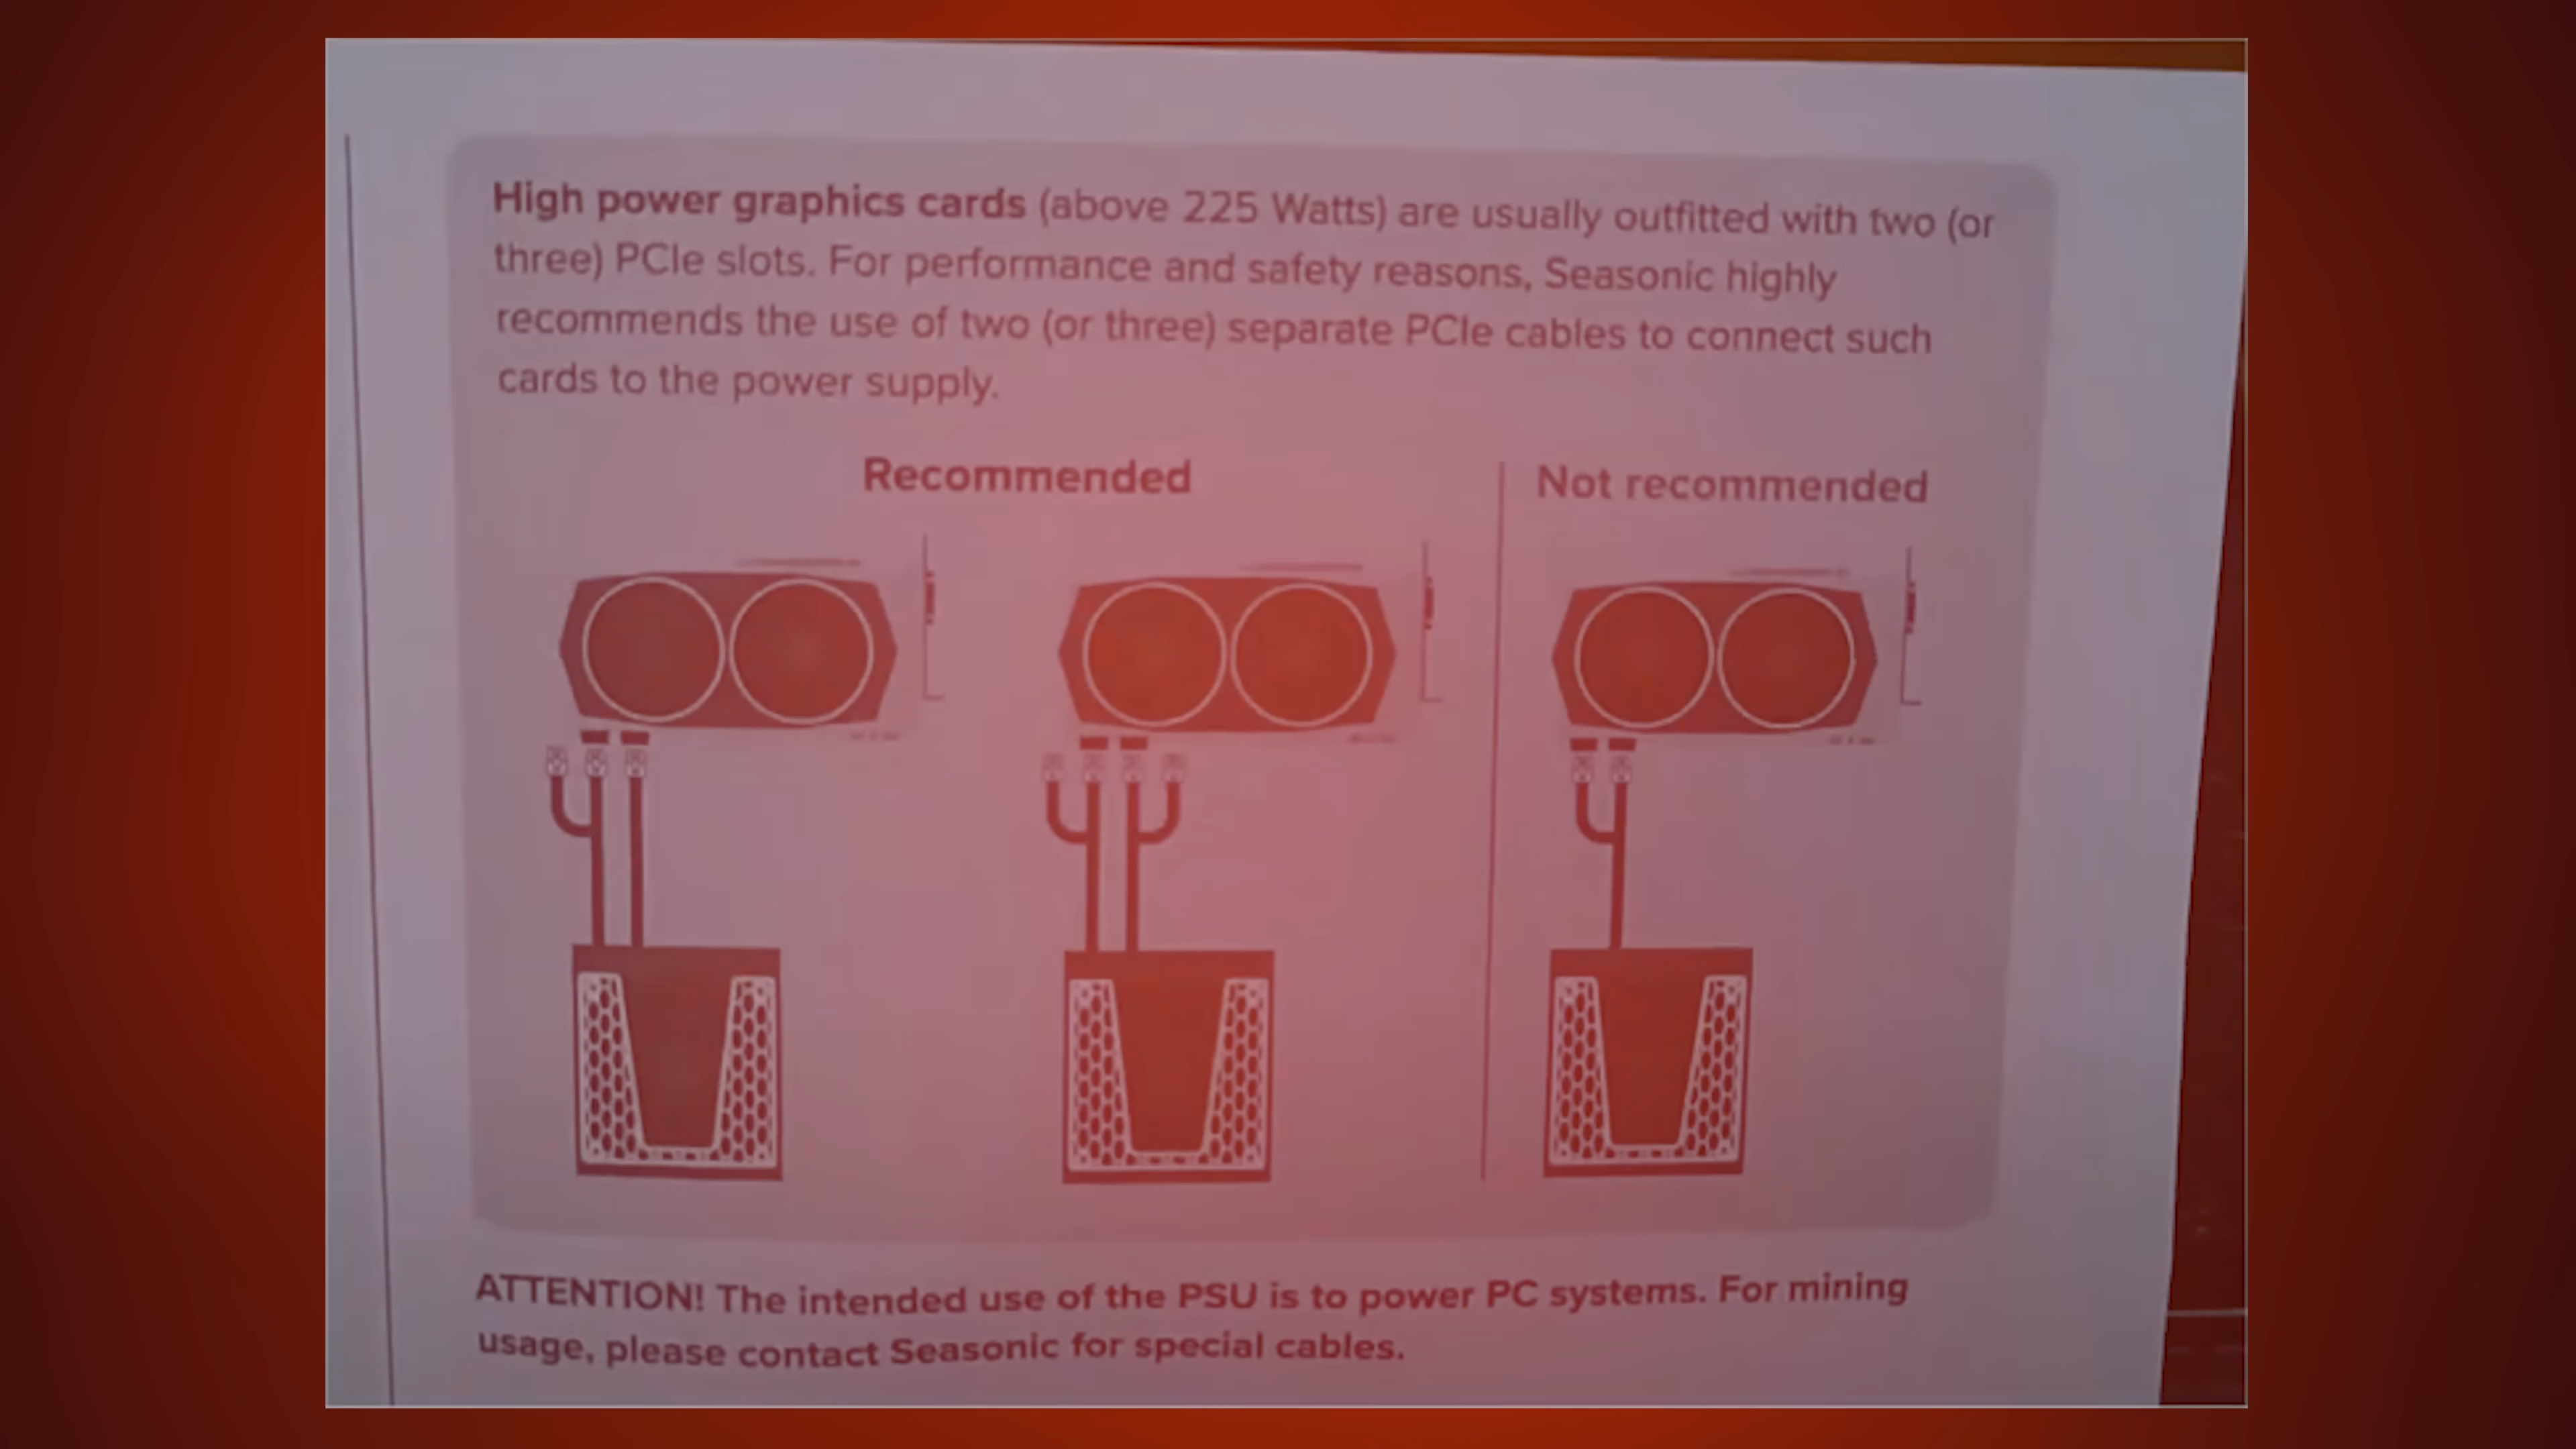 High power graphics cards (above 225 Watts) are usually outfitted with two (or
three) PCIe slots. For performance and safety reasons, Seasonic highly
recommends the use of two (or three) separate PCIe cables to connect such
cards to the power supply.
Recommended
Not recommended
ATTENTION! The intended use of the PSU is to power PC systems. For mining
usage, please contact Seasonic for special cables.